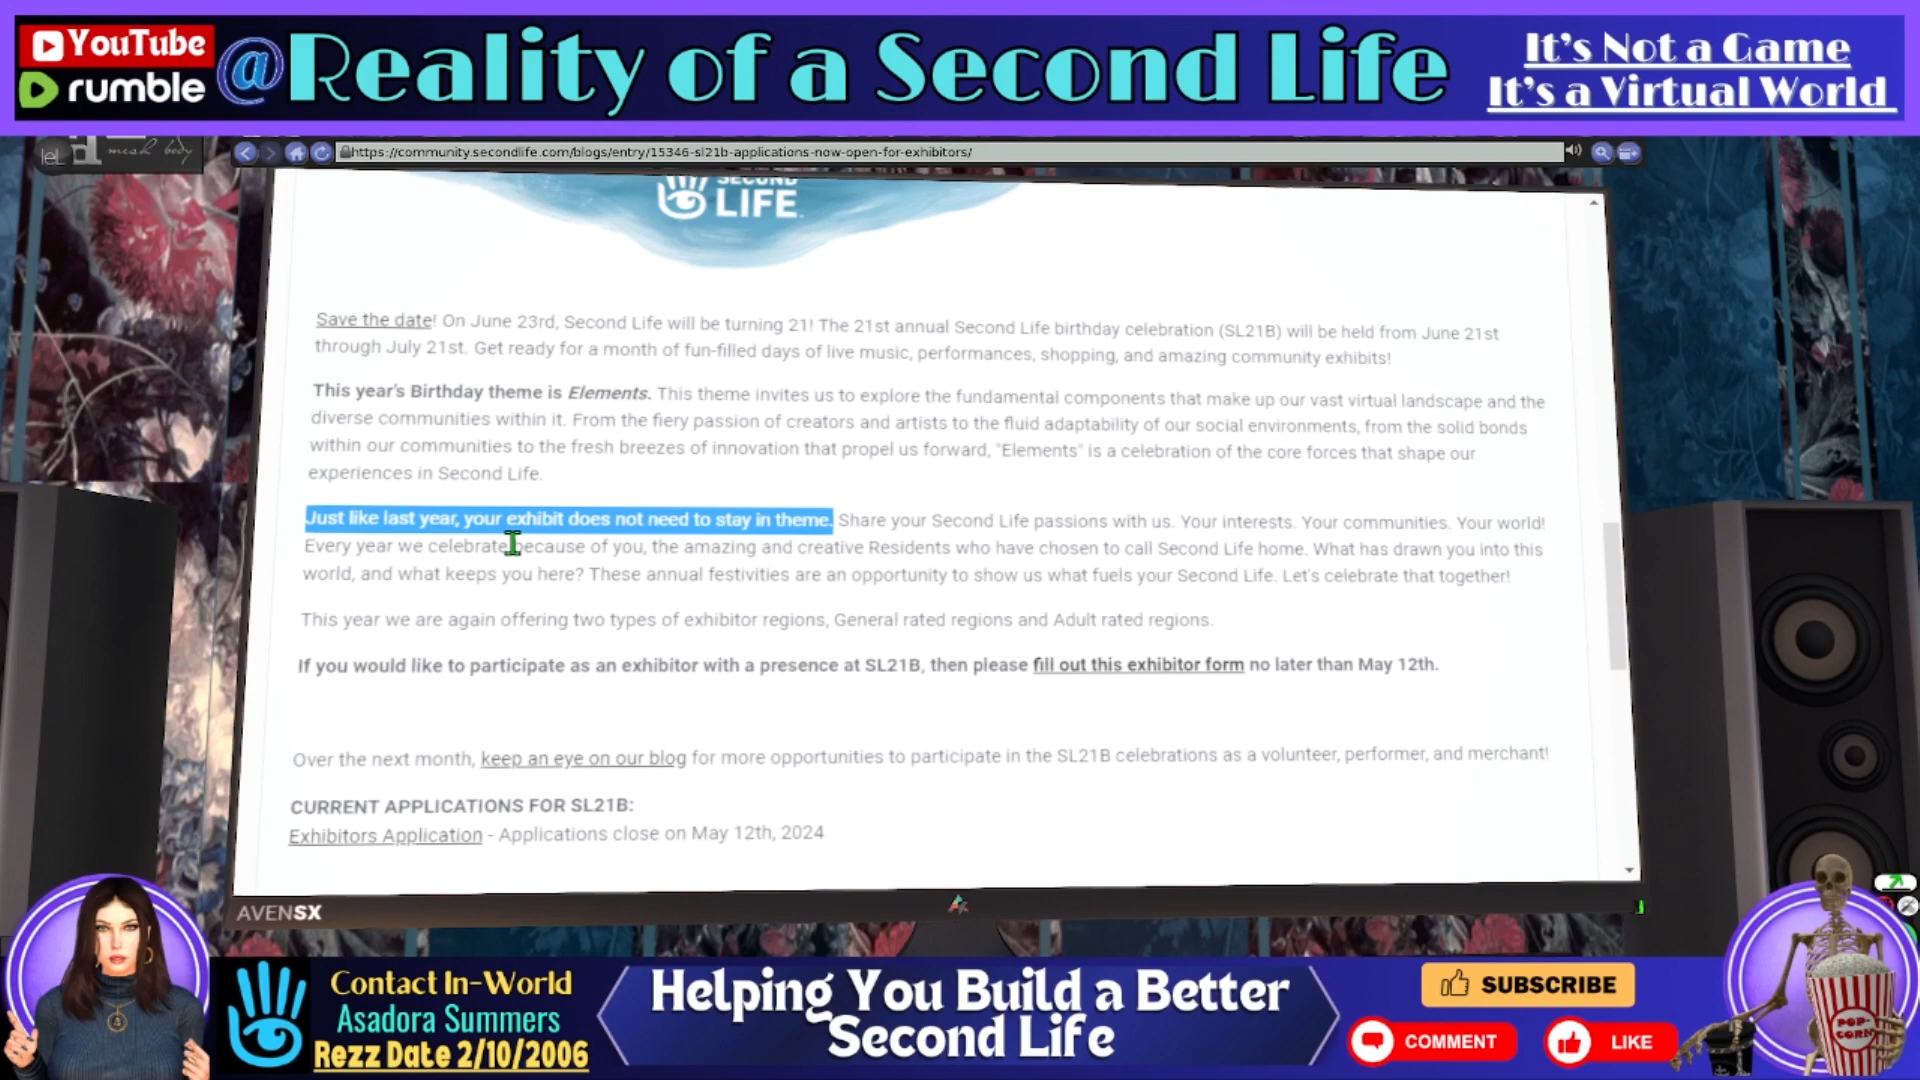 YouTube
rumble
@Reality of a Second Life
It's Not a Game
It's a Virtual World
leL
mesh body
https://community.secondlife.com/blogs/entry/15346-sl21b-applications-now-open-for-exhibitors/
SECOND
LIFE
Save the date! On June 23rd, Second Life will be turning 21! The 21st annual Second Life birthday celebration (SL21B) will be held from June 21st
through July 21st. Get ready for a month of fun-filled days of live music, performances, shopping, and amazing community exhibits!
This year's Birthday theme is Elements. This theme invites us to explore the fundamental components that make up our vast virtual landscape and the
diverse communities within it. From the fiery passion of creators and artists to the fluid adaptability of our social environments, from the solid bonds
within our communities to the fresh breezes of innovation that propel us forward, "Elements" is a celebration of the core forces that shape our
experiences in Second Life.
Just like last year, your exhibit does not need to stay in theme. Share your Second Life passions with us. Your interests. Your communities. Your world!
Every year we celebrate because of you, the amazing and creative Residents who have chosen to call Second Life home. What has drawn you into this
world, and what keeps you here? These annual festivities are an opportunity to show us what fuels your Second Life. Let's celebrate that together!
This year we are again offering two types of exhibitor regions, General rated regions and Adult rated regions.
If you would like to participate as an exhibitor with a presence at SL21B, then please fill out this exhibitor form no later than May 12th.
Over the next month, keep an eye on our blog for more opportunities to participate in the SL21B celebrations as a volunteer, performer, and merchant!
CURRENT APPLICATIONS FOR SL21B:
Exhibitors Application - Applications close on May 12th, 2024
AVENSX
Contact In-World
Asadora Summers
Rezz Date 2/10/2006
Helping You Build a Better
Second Life
SUBSCRIBE
COMMENT
LIKE
POP-
CORN